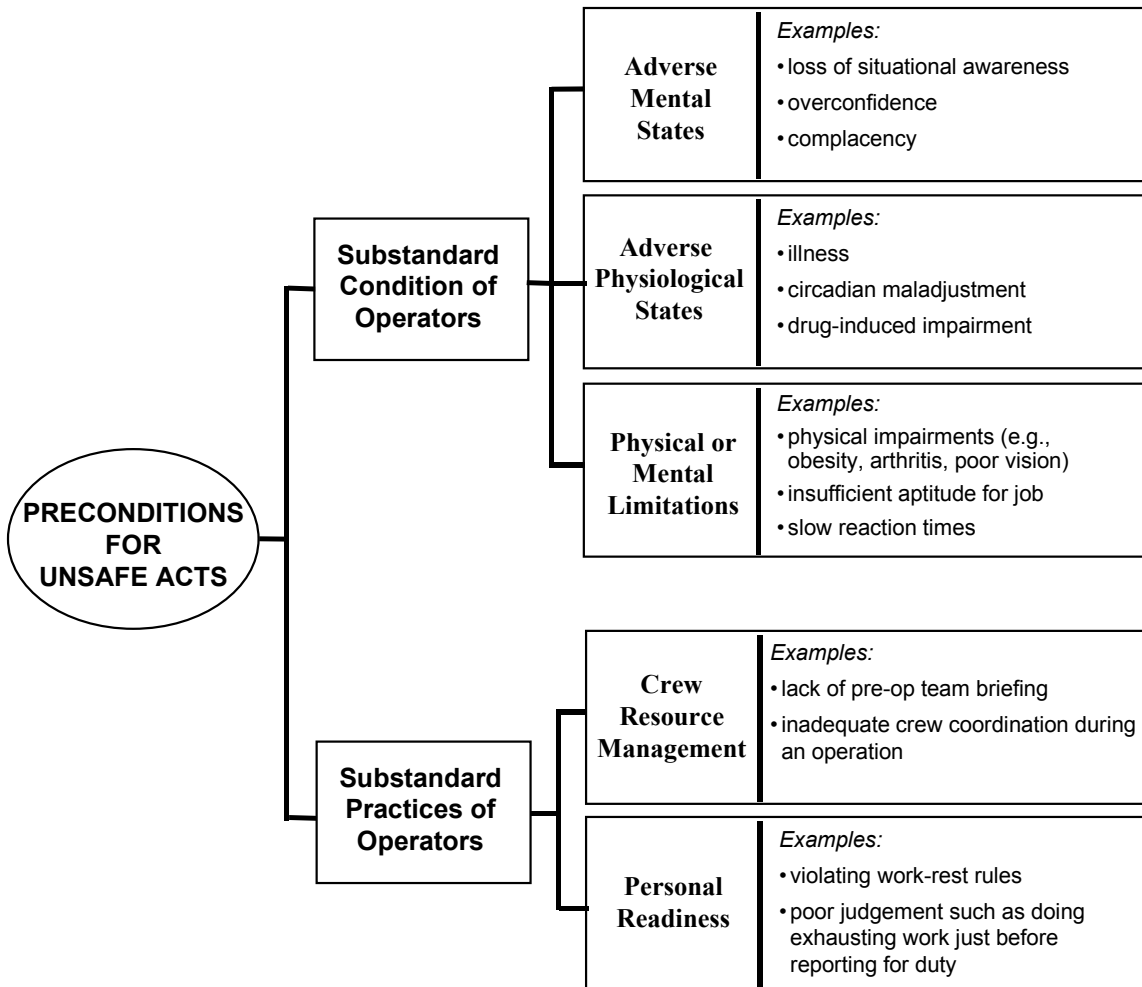 PRECONDITIONS
FOR
UNSAFE ACTS
Substandard
Condition of
Operators
Adverse
Mental
States
Examples:
• loss of situational awareness
• overconfidence
• complacency
Adverse
Physiological
States
Examples:
• illness
• circadian maladjustment
• drug-induced impairment
Physical or
Mental
Limitations
Examples:
• physical impairments (e.g.,
obesity, arthritis, poor vision)
• insufficient aptitude for job
• slow reaction times
Substandard
Practices of
Operators
Crew
Resource
Management
Examples:
• lack of pre-op team briefing
• inadequate crew coordination during
an operation
Personal
Readiness
Examples:
• violating work-rest rules
• poor judgement such as doing
exhausting work just before
reporting for duty